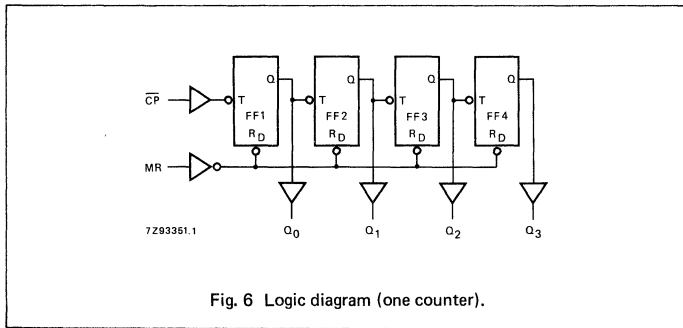 Q Q Q Q
CP T T T T
FF1 FF2 FF3 FF4
RD RD RD RD
MR
7Z93351.1 Q0 Q1 Q2 Q3
Fig. 6 Logic diagram (one counter).